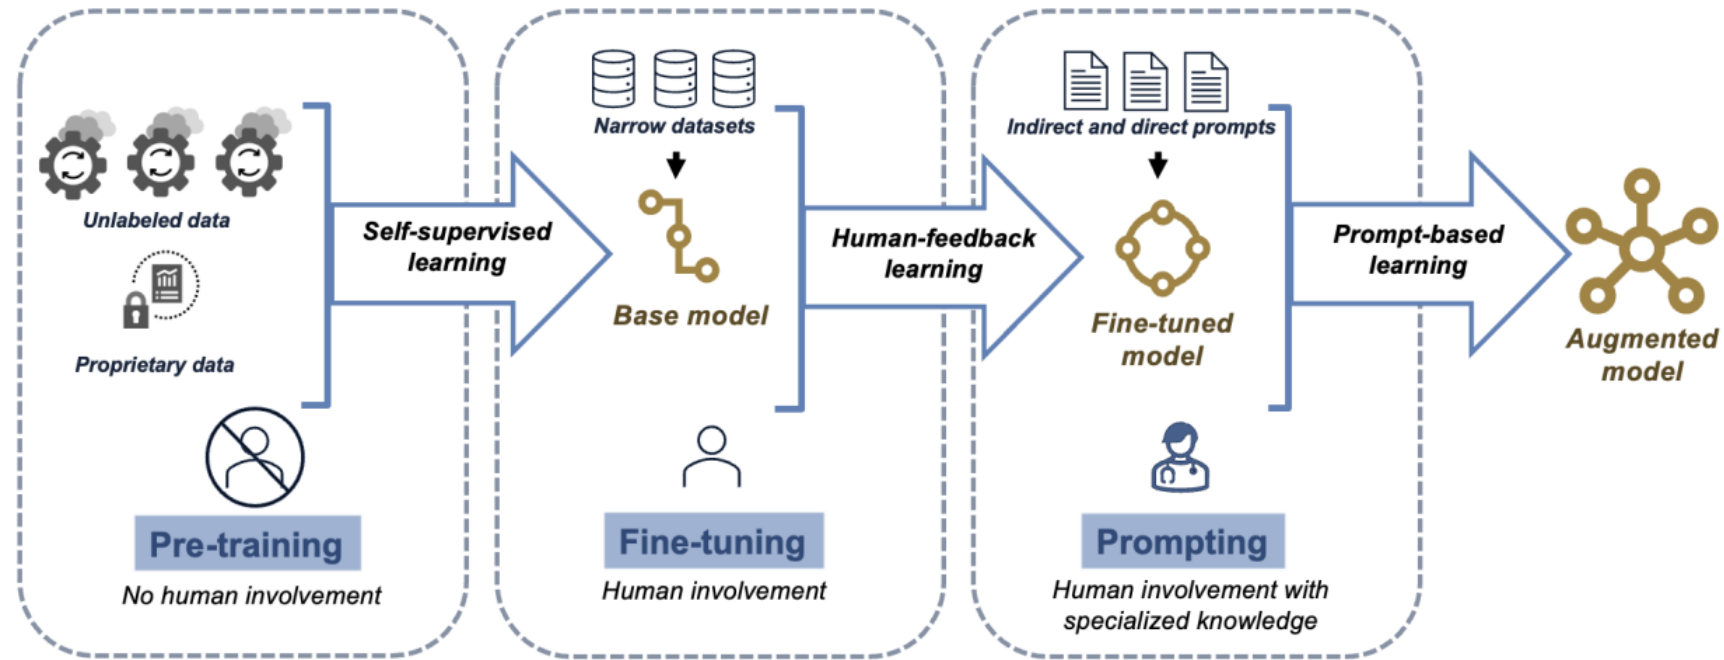 Unlabeled data
Proprietary data
Pre-training
No human involvement
Self-supervised
learning
Narrow datasets
Base model
Fine-tuning
Human involvement
Human-feedback
learning
Indirect and direct prompts
Fine-tuned
model
Prompting
Human involvement with
specialized knowledge
Prompt-based
learning
Augmented
model